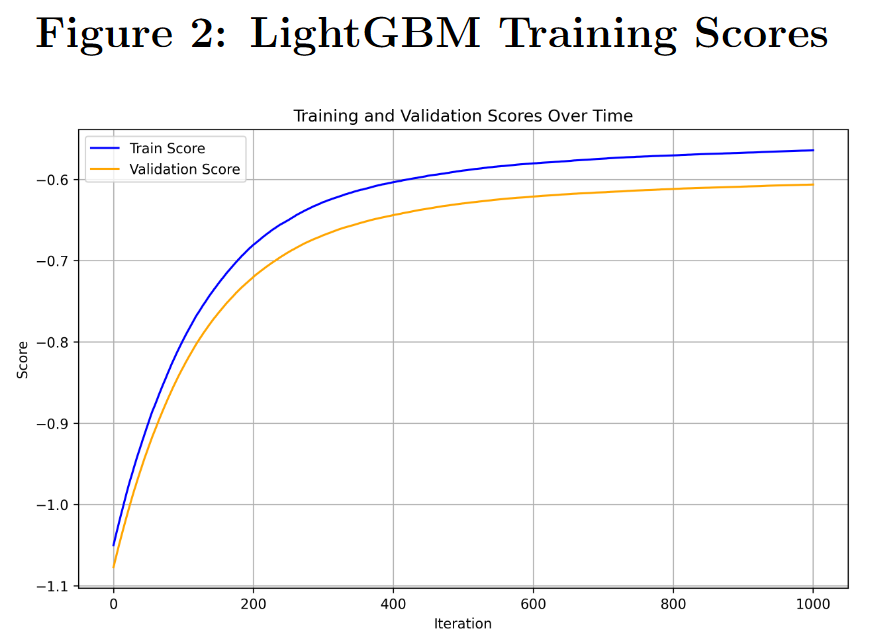 Figure 2: LightGBM Training Scores
Training and Validation Scores Over Time
Train Score
Validation Score
Score
−0.6
−0.7
−0.8
−0.9
−1.0
−1.1
0 200 400 600 800 1000
Iteration